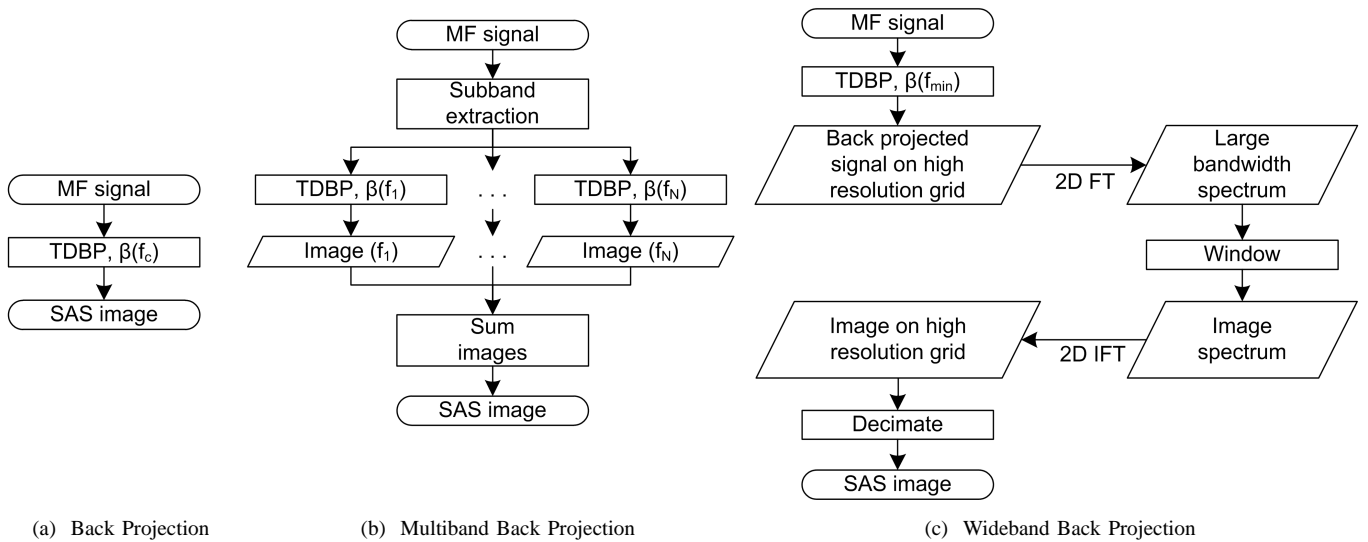 MF signal
TDBP, β(f_c)
SAS image
(a) Back Projection
MF signal
Subband
extraction
TDBP, β(f₁)
. . .
TDBP, β(f_N)
Image (f₁)
. . .
Image (f_N)
Sum
images
SAS image
(b) Multiband Back Projection
MF signal
TDBP, β(f_min)
Back projected
signal on high
resolution grid
2D FT
Large
bandwidth
spectrum
Window
Image
spectrum
2D IFT
Image on high
resolution grid
Decimate
SAS image
(c) Wideband Back Projection